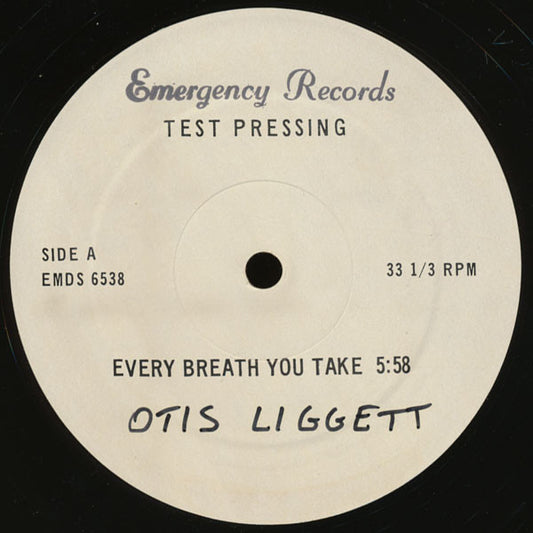 Emergency Records
TEST PRESSING
SIDE A
EMDS 6538
33 1/3 RPM
EVERY BREATH YOU TAKE 5:58
OTIS LIGGETT